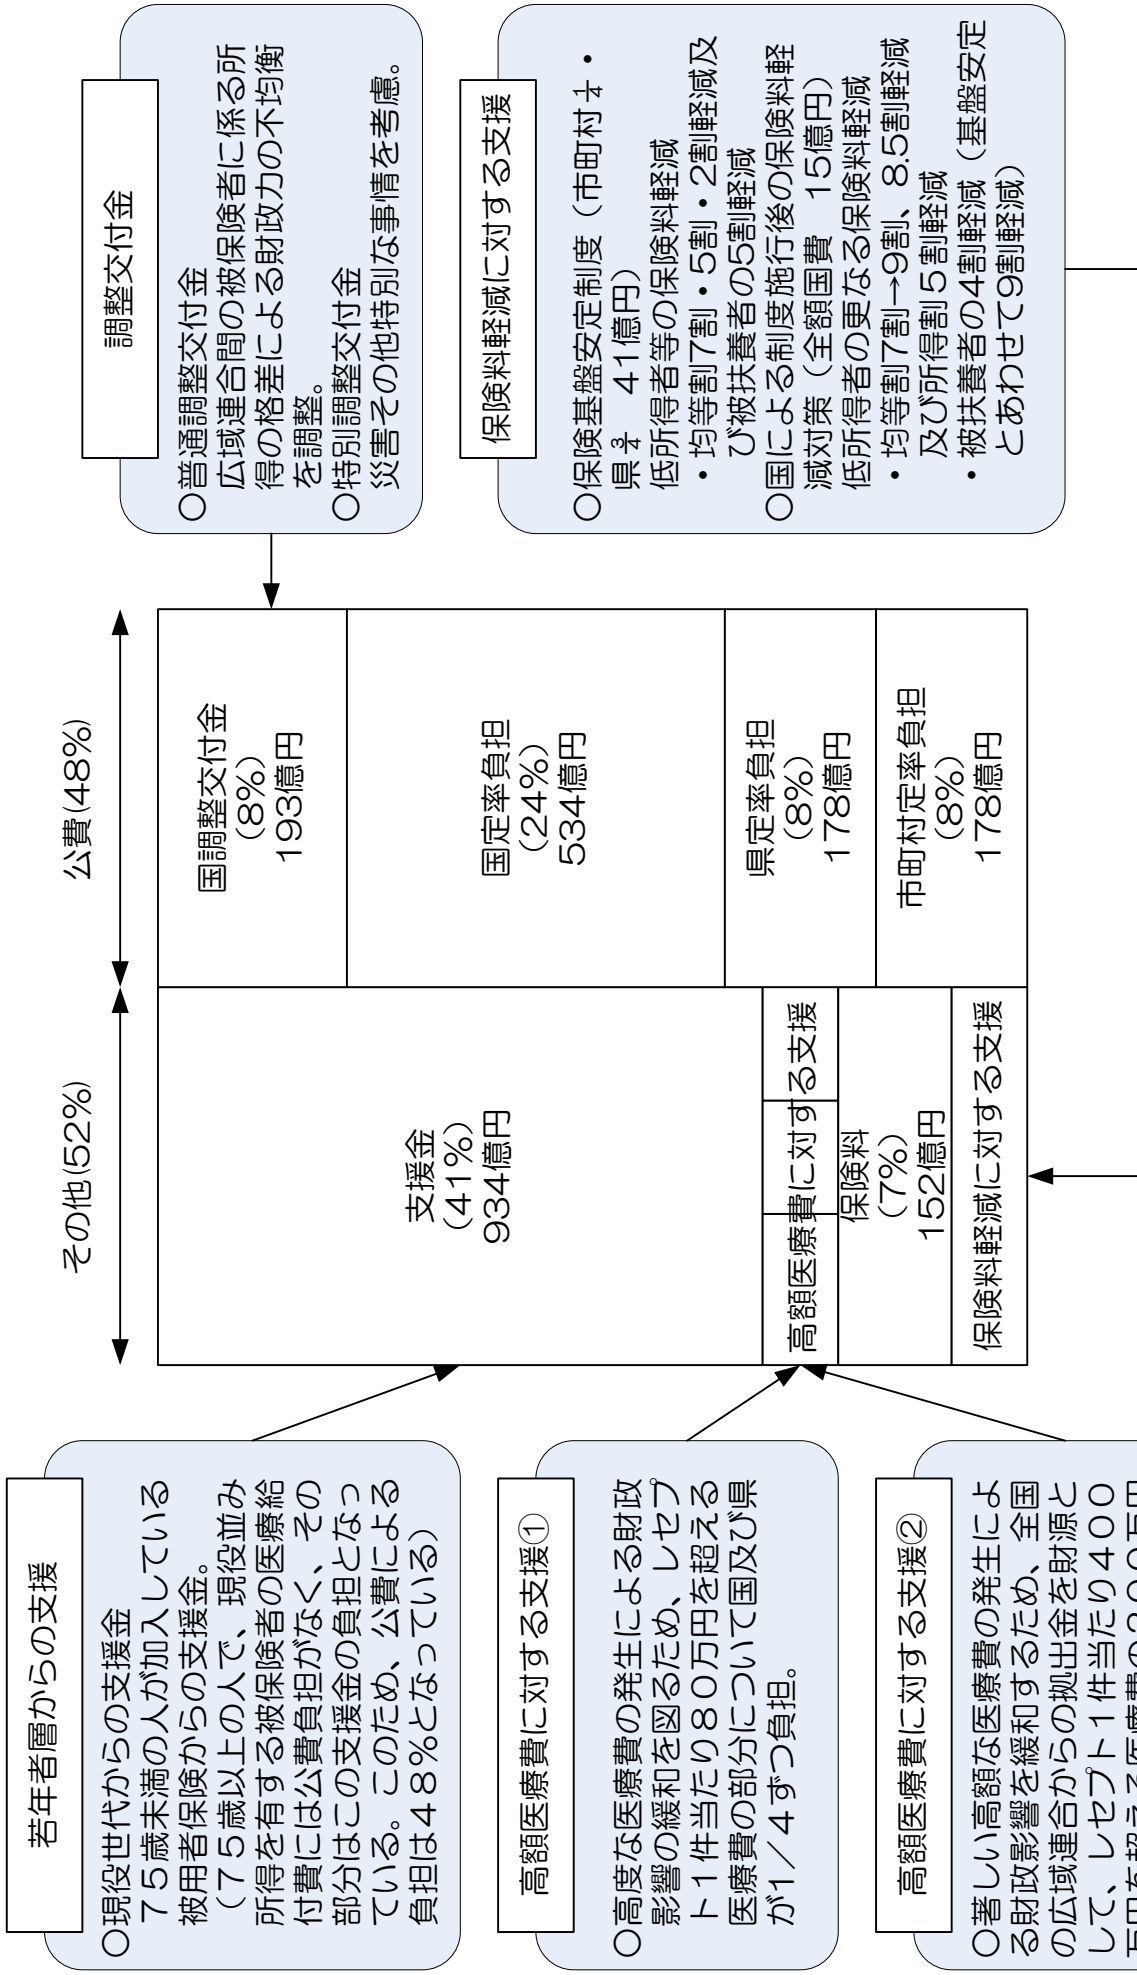 若年者層からの支援
○現役世代からの支援金
７５歳未満の人が加入している
被用者保険からの支援金。
（７５歳以上の人で、現役並み
所得を有する被保険者の医療給
付費には公費負担がなく、その
部分はこの支援金の負担となっ
ている。このため、公費による
負担は４８％となっている）
高額医療費に対する支援①
○高度な医療費の発生による財政
影響の緩和を図るため、レセプ
ト１件当たり８０万円を超える
医療費の部分について国及び県
が１／４ずつ負担。
高額医療費に対する支援②
○著しい高額な医療費の発生によ
る財政影響を緩和するため、全国
の広域連合からの拠出金を財源と
して、レセプト１件当たり４００
その他(52%)
公費(48%)
支援金
(41%)
934億円
高額医療費に対する支援
保険料
(7%)
152億円
保険料軽減に対する支援
国調整交付金
(8%)
193億円
国定率負担
(24%)
534億円
県定率負担
(8%)
178億円
市町村定率負担
(8%)
178億円
調整交付金
○普通調整交付金
広域連合間の被保険者に係る所
得の格差による財政力の不均衡
を調整。
○特別調整交付金
災害その他特別な事情を考慮。
保険料軽減に対する支援
○保険基盤安定制度（市町村¼・
県¾　41億円）
低所得者等の保険料軽減
・均等割7割・5割・2割軽減及
び被扶養者の5割軽減
○国による制度施行後の保険料軽
減対策（全額国費　15億円）
低所得者の更なる保険料軽減
・均等割7割→9割、8.5割軽減
及び所得割５割軽減
・被扶養者の4割軽減（基盤安定
とあわせて9割軽減）